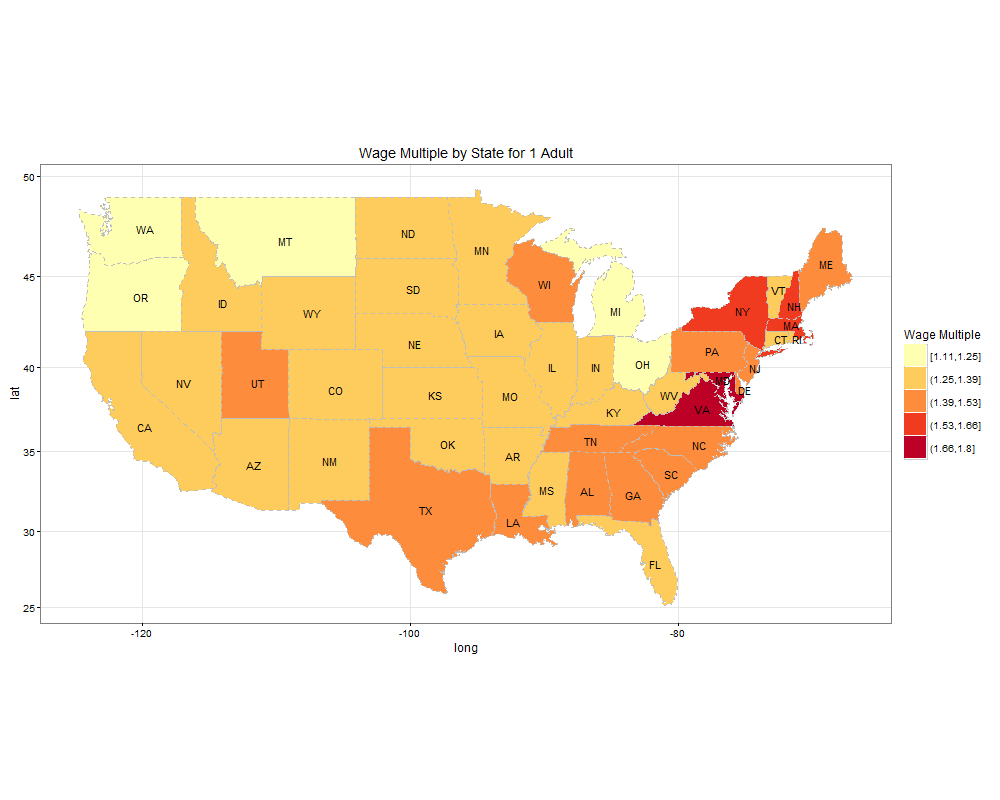 Wage Multiple by State for 1 Adult
50
45
40
35
30
25
lat
-120
-100
-80
long
WA
MT
ND
MN
ME
OR
ID
SD
WI
VT
NH
WY
MI
NY
MA
IA
CT
RI
NE
OH
PA
NV
UT
CO
IL
IN
NJ
MD
DE
KS
MO
WV
KY
VA
CA
OK
TN
NC
AZ
NM
AR
SC
MS
AL
GA
TX
LA
FL
Wage Multiple
[1.11,1.25]
(1.25,1.39]
(1.39,1.53]
(1.53,1.66]
(1.66,1.8]